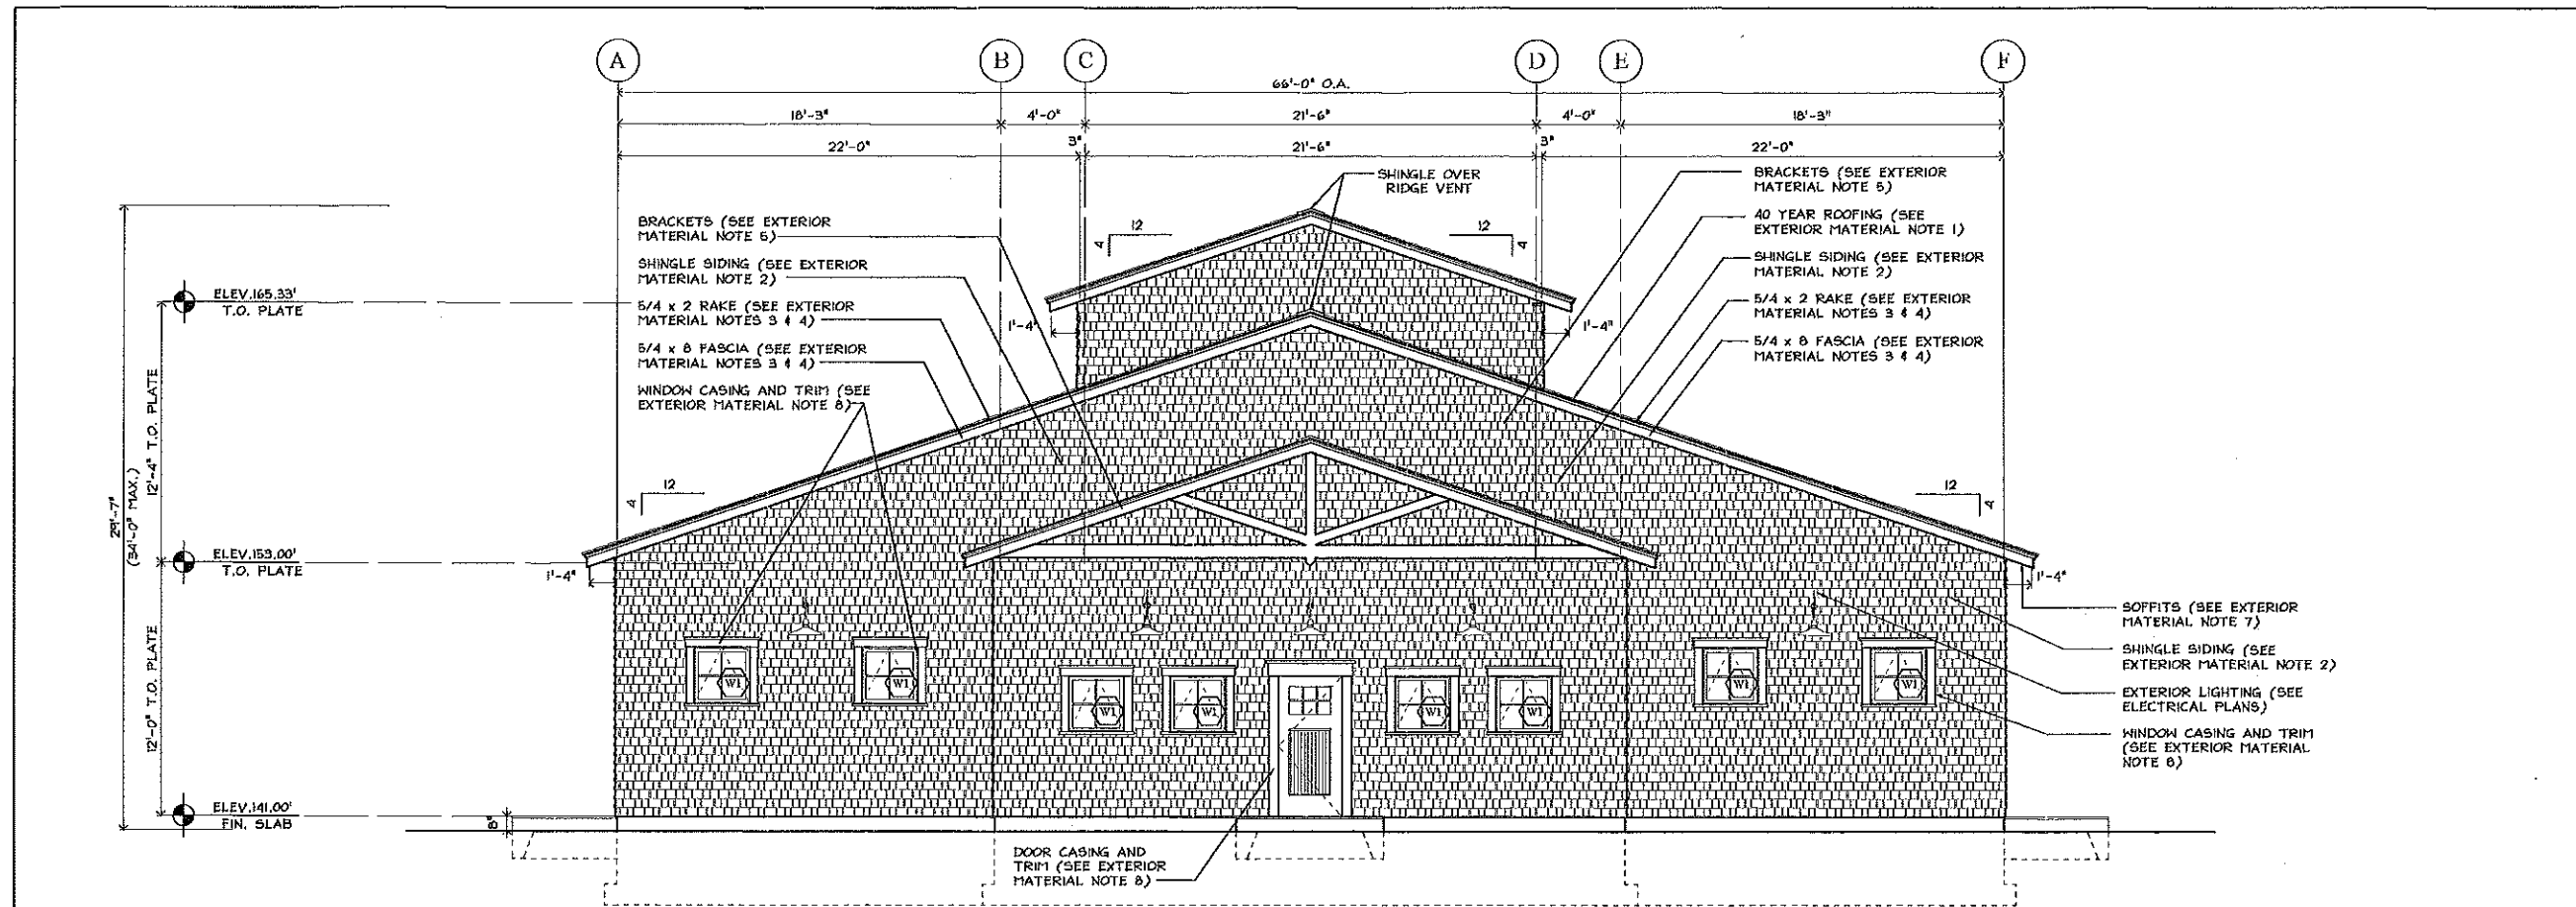 A B C D E F
66'-0" O.A.
18'-3" 4'-0" 21'-6" 4'-0" 18'-3"
22'-0" 3" 21'-6" 3" 22'-0"
SHINGLE OVER
RIDGE VENT
BRACKETS (SEE EXTERIOR
MATERIAL NOTE 5)
40 YEAR ROOFING (SEE
EXTERIOR MATERIAL NOTE 1)
SHINGLE SIDING (SEE EXTERIOR
MATERIAL NOTE 2)
5/4 x 2 RAKE (SEE EXTERIOR
MATERIAL NOTES 3 & 4)
5/4 x 8 FASCIA (SEE EXTERIOR
MATERIAL NOTES 3 & 4)
BRACKETS (SEE EXTERIOR
MATERIAL NOTE 5)
SHINGLE SIDING (SEE EXTERIOR
MATERIAL NOTE 2)
5/4 x 2 RAKE (SEE EXTERIOR
MATERIAL NOTES 3 & 4)
5/4 x 8 FASCIA (SEE EXTERIOR
MATERIAL NOTES 3 & 4)
WINDOW CASING AND TRIM (SEE
EXTERIOR MATERIAL NOTE 8)
12
4
12
4
1'-4"
1'-4"
ELEV.165.33'
T.O. PLATE
12'-4" T.O. PLATE
29'-7"
(34'-0" MAX.)
12
4
12
4
ELEV.153.00'
T.O. PLATE
1'-4"
1'-4"
12'-0" T.O. PLATE
W1 W1 W1 W1 W1 W1 W1 W1
SOFFITS (SEE EXTERIOR
MATERIAL NOTE 7)
SHINGLE SIDING (SEE
EXTERIOR MATERIAL NOTE 2)
EXTERIOR LIGHTING (SEE
ELECTRICAL PLANS)
WINDOW CASING AND TRIM
(SEE EXTERIOR MATERIAL
NOTE 8)
ELEV.141.00'
FIN. SLAB
8"
DOOR CASING AND
TRIM (SEE EXTERIOR
MATERIAL NOTE 8)